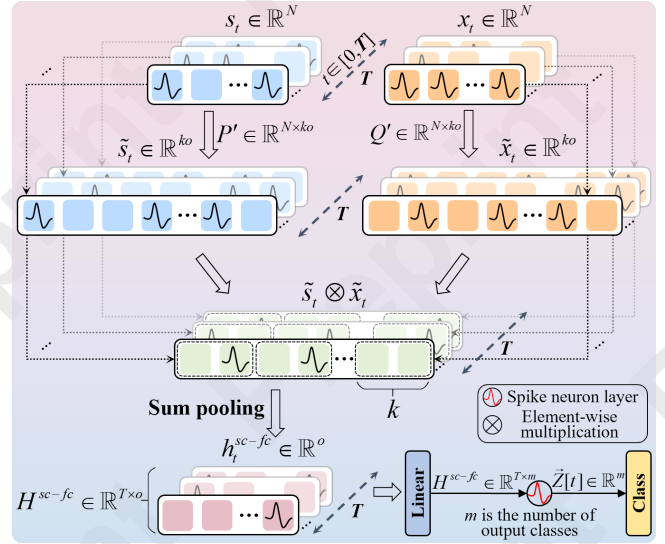 s_t ∈ ℝ^N
x_t ∈ ℝ^N
t∈[0,T]
T
...
...
P′ ∈ ℝ^{N×ko}
Q′ ∈ ℝ^{N×ko}
s̃_t ∈ ℝ^{ko}
x̃_t ∈ ℝ^{ko}
...
T
...
s̃_t ⊗ x̃_t
...
T
k
Sum pooling
Spike neuron layer
Element-wise
multiplication
h_t^{sc-fc} ∈ ℝ^o
H^{sc-fc} ∈ ℝ^{T×o}
...
T
Linear
H^{sc-fc} ∈ ℝ^{T×m}
Z⃗[t] ∈ ℝ^m
Class
m is the number of
output classes